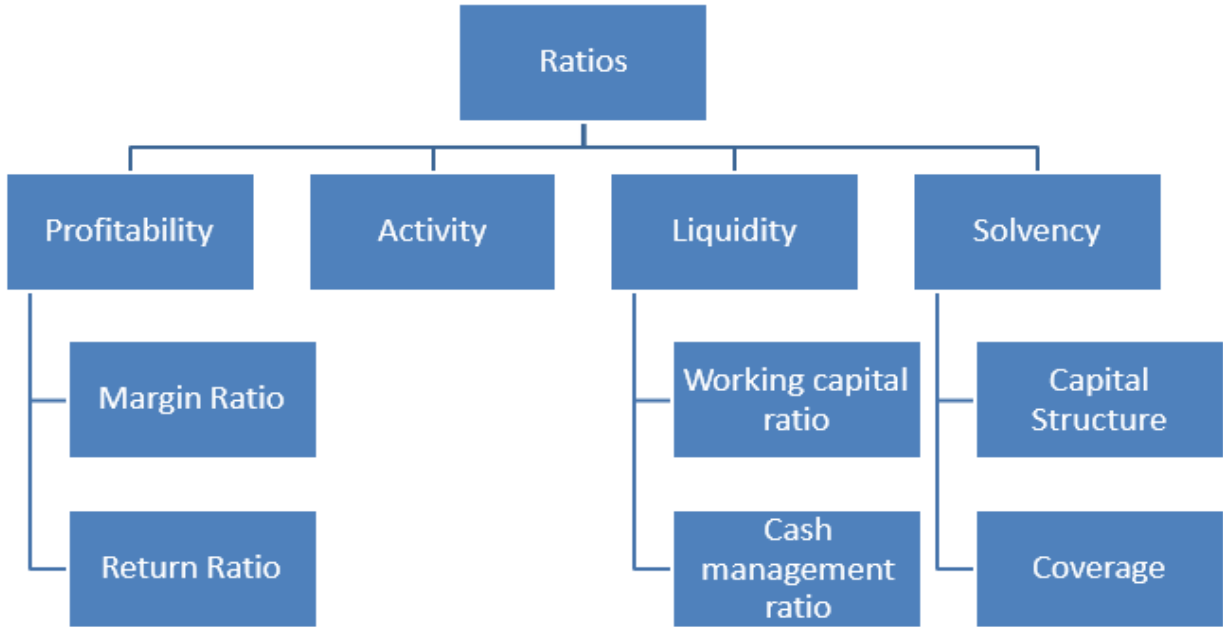 Ratios
Profitability
Activity
Liquidity
Solvency
Margin Ratio
Working capital
ratio
Capital
Structure
Return Ratio
Cash
management
ratio
Coverage